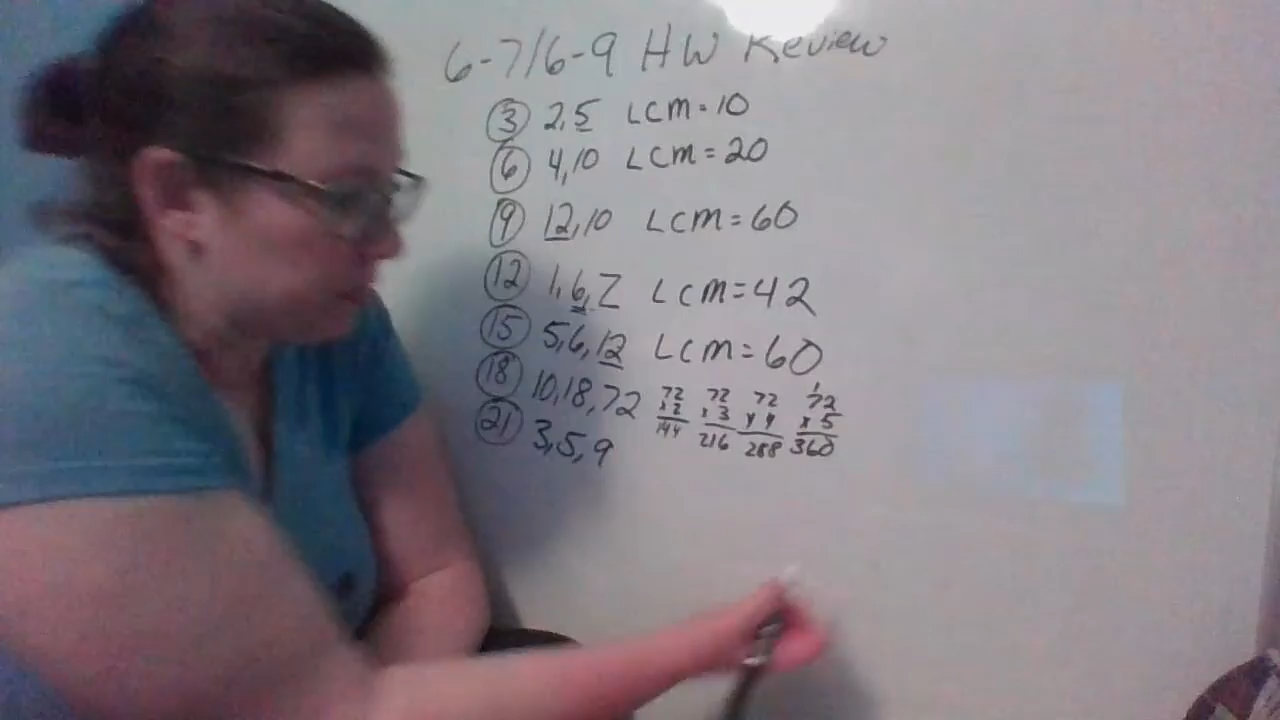 6-7/6-9 HW Review
③ 2,5 LCM=10
⑥ 4,10 LCM=20
⑨ 12,10 LCM=60
⑫ 1,6,7 LCM=42
⑮ 5,6,12 LCM=60
⑱ 10,18,72 72 x2 144 72 x3 216 72 x4 288 1 72 x5 360
㉑ 3,5,9